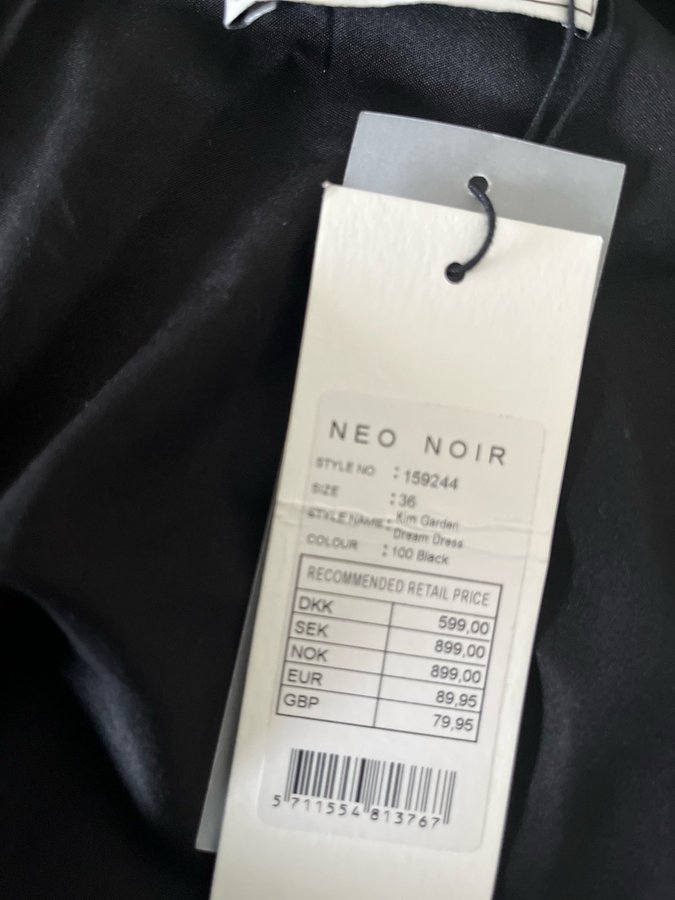 NEO NOIR
STYLE NO : 159244
SIZE : 36
STYLE NAME : Kim Garden
Dream Dress
COLOUR : 100 Black
RECOMMENDED RETAIL PRICE
DKK 599,00
SEK 899,00
NOK 899,00
EUR 89,95
GBP 79,95
5 711554 813767